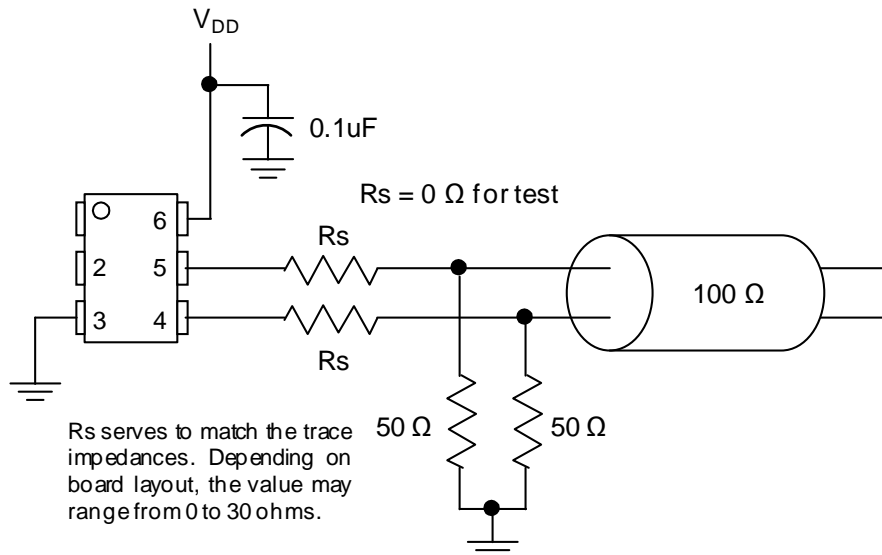 VDD
0.1uF
Rs = 0 Ω for test
6
2 5
3 4
Rs
Rs
100 Ω
50 Ω 50 Ω
Rs serves to match the trace
impedances. Depending on
board layout, the value may
range from 0 to 30 ohms.